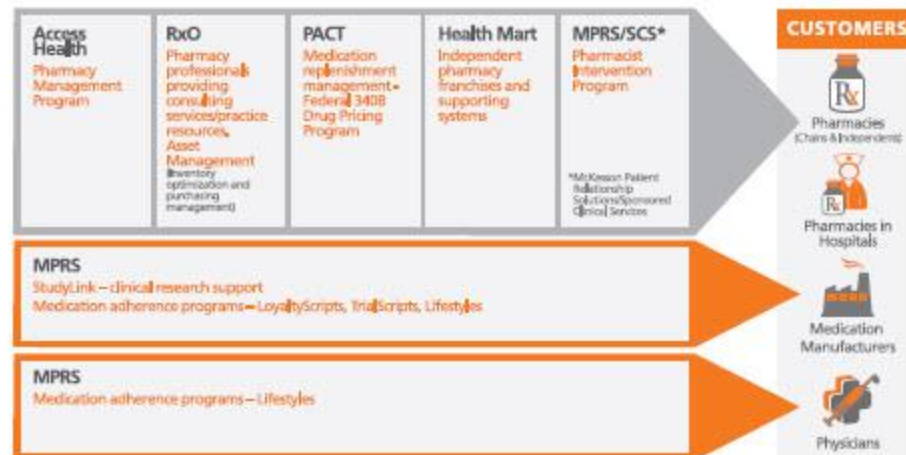 Access
Health
Pharmacy
Management
Program
RxO
Pharmacy
professionals
providing
consulting
services/practice
resources,
Asset
Management
(Inventory
optimization and
purchasing
management)
PACT
Medication
replenishment
management–
Federal 340B
Drug Pricing
Program
Health Mart
Independent
pharmacy
franchises and
supporting
systems
MPRS/SCS*
Pharmacist
Intervention
Program
*McKesson Patient
Relationship
Solutions/Sponsored
Clinical Services
MPRS
StudyLink – clinical research support
Medication adherence programs – LoyaltyScripts, TrialScripts, Lifestyles
MPRS
Medication adherence programs – Lifestyles
CUSTOMERS
Rx
Pharmacies
(Chains & Independents)
Rx
Pharmacies in
Hospitals
Medication
Manufacturers
Physicians